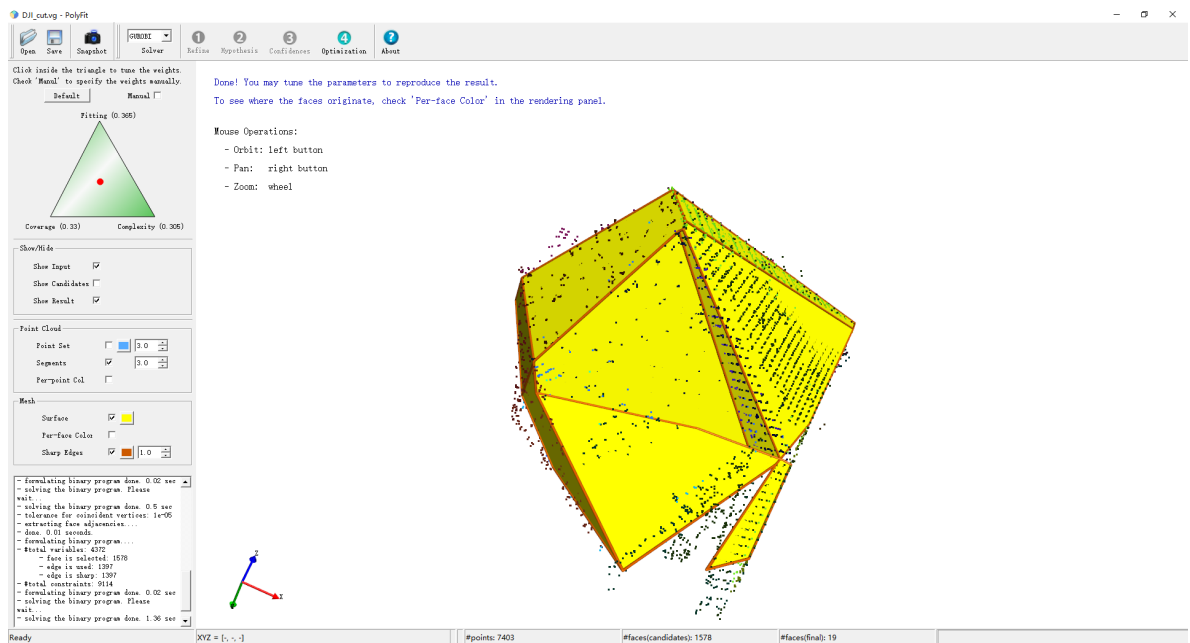 DJI_cut.vg - PolyFit
Open Save Snapshot GUROBI Solver 1 Refine 2 Hypothesis 3 Confidences 4 Optimization ? About
Click inside the triangle to tune the weights.
Check 'Manul' to specify the weights manually.
Default Manual
Fitting (0.365)
Coverage (0.33) Complexity (0.305)
Show/Hide
Show Input
Show Candidates
Show Result
Point Cloud
Point Set 3.0
Segments 3.0
Per-point Col
Mesh
Surface
Per-face Color
Sharp Edges 1.0
- formulating binary program done. 0.02 sec
- solving the binary program. Please
wait...
- solving the binary program done. 0.5 sec
- tolerance for coincident vertices: 1e-05
- extracting face adjacencies....
- done. 0.01 seconds.
- formulating binary program....
- #total variables: 4372
- face is selected: 1578
- edge is used: 1397
- edge is sharp: 1397
- #total constraints: 9114
- formulating binary program done. 0.02 sec
- solving the binary program. Please
wait...
- solving the binary program done. 1.36 sec
Done! You may tune the parameters to reproduce the result.
To see where the faces originate, check 'Per-face Color' in the rendering panel.
Mouse Operations:
- Orbit: left button
- Pan: right button
- Zoom: wheel
Z
X
Ready XYZ = [-, -, -] #points: 7403 #faces(candidates): 1578 #faces(final): 19